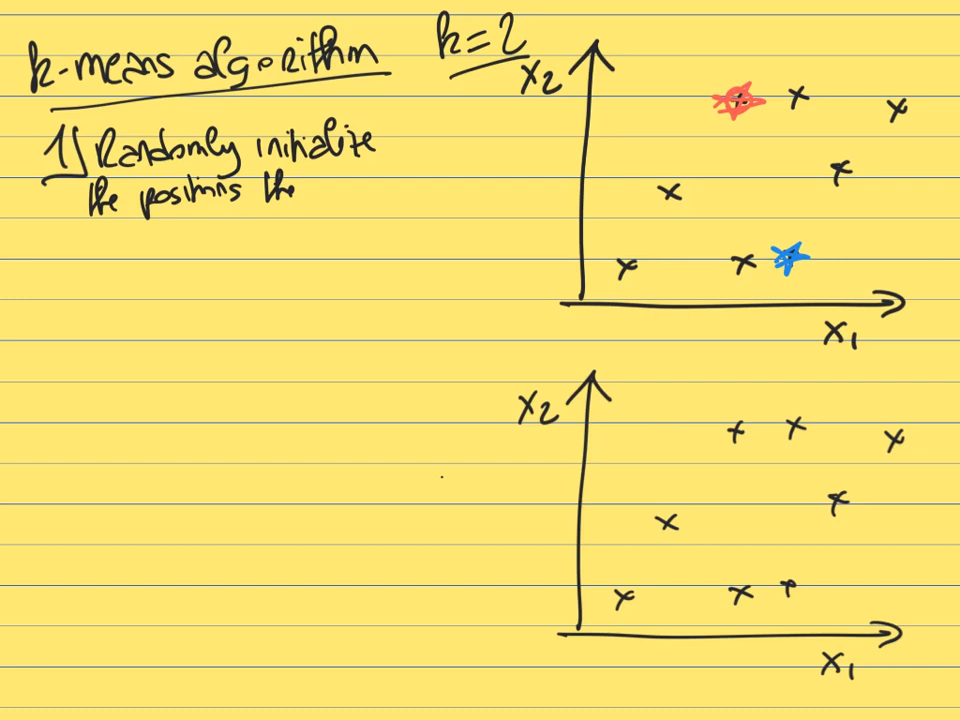 k-means algorithm k=2
1) Randomly initialize
the positions the
x2
x1
x2
x1